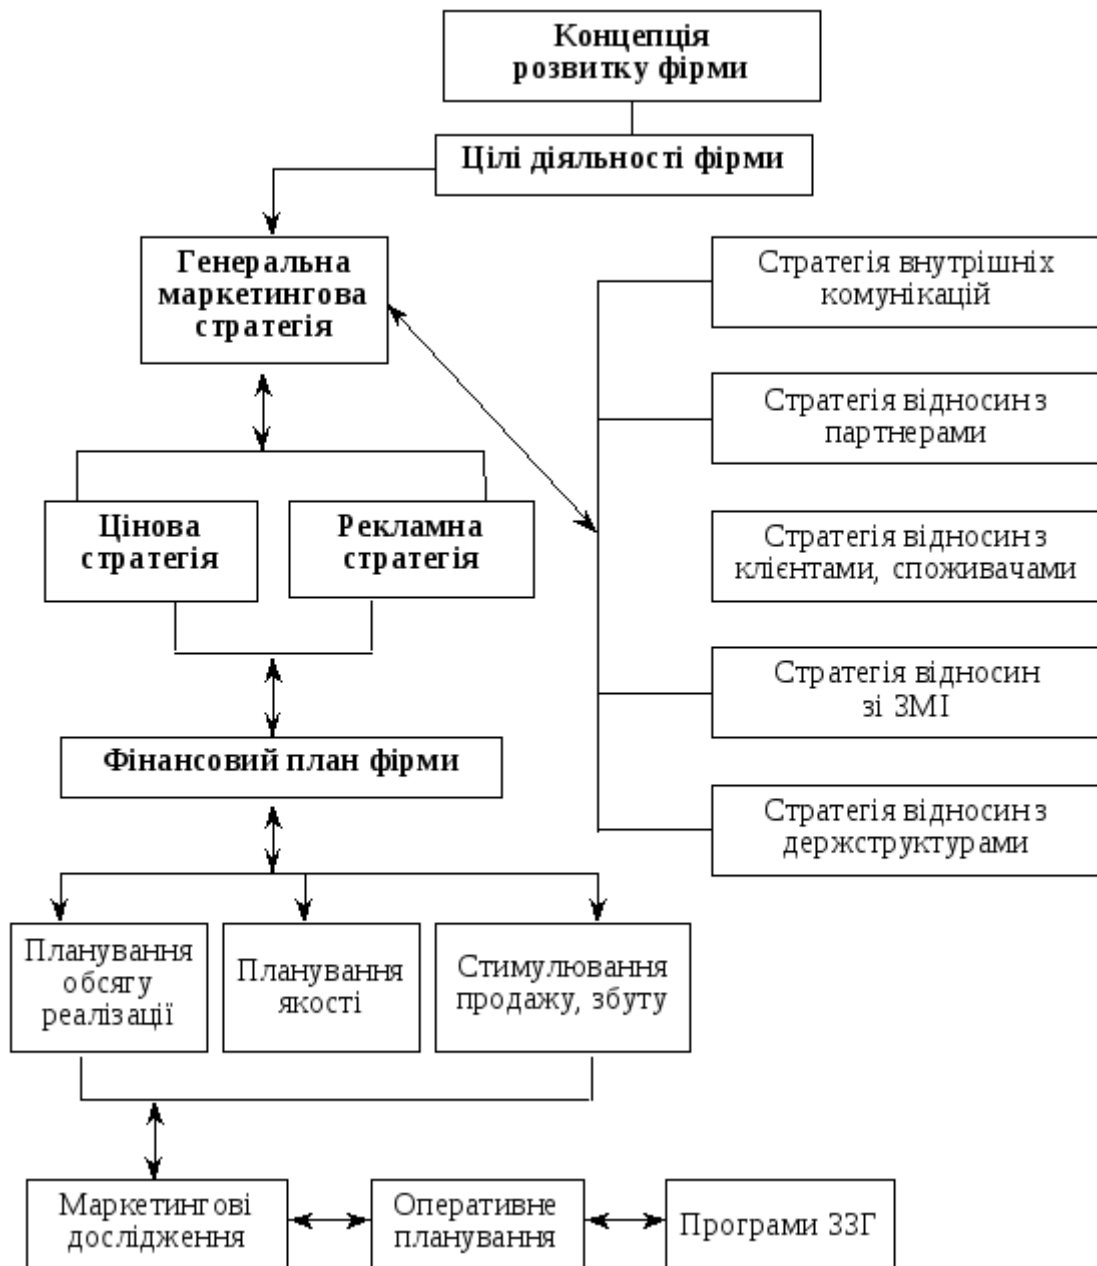 Концепція
розвитку фірми
Цілі діяльності фірми
Генеральна
маркетингова
стратегія
Стратегія внутрішніх
комунікацій
Стратегія відносин з
партнерами
Стратегія відносин з
клієнтами, споживачами
Стратегія відносин
зі ЗМІ
Стратегія відносин з
держструктурами
Цінова
стратегія
Рекламна
стратегія
Фінансовий план фірми
Планування
обсягу
реалізації
Планування
якості
Стимулювання
продажу, збуту
Маркетингові
дослідження
Оперативне
планування
Програми ЗЗГ